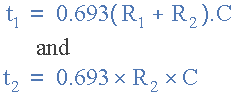 t₁ = 0.693(R₁ + R₂).C
and
t₂ = 0.693 × R₂ × C